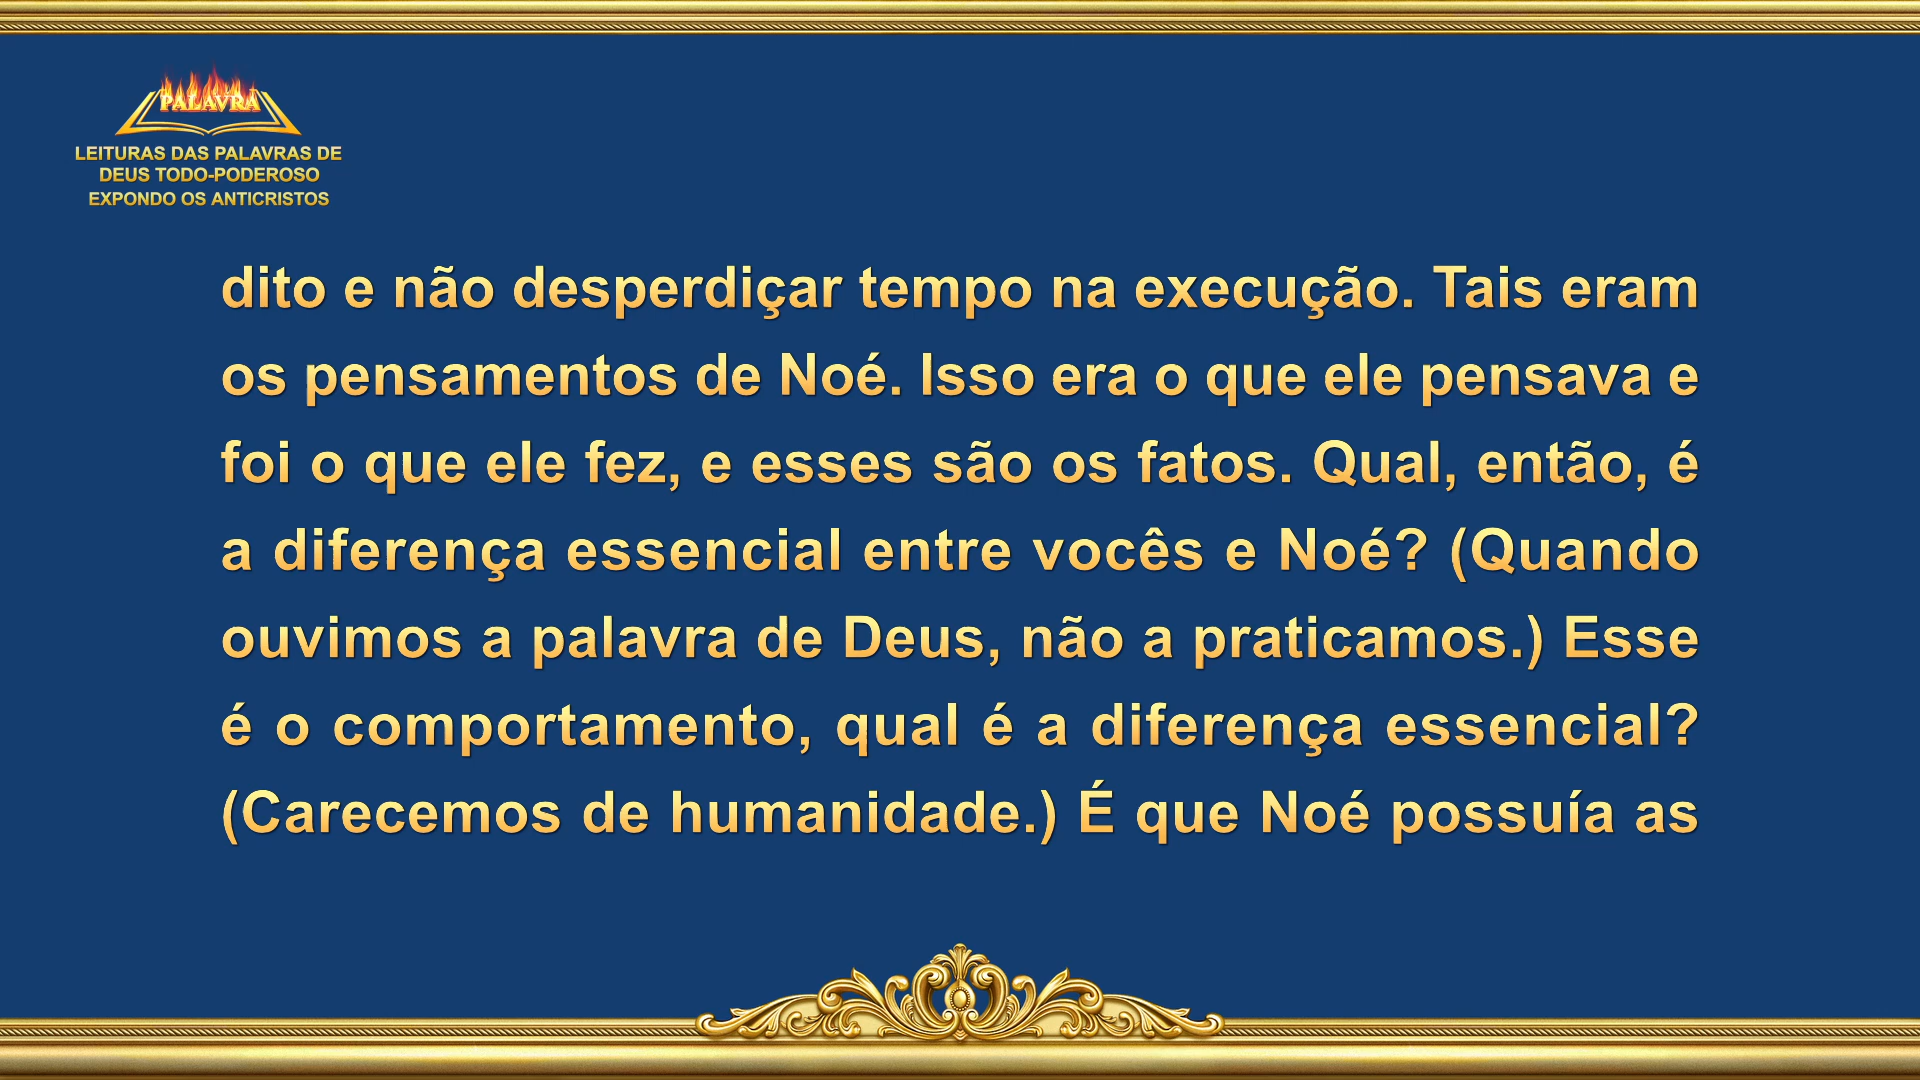 PALAVRA
LEITURAS DAS PALAVRAS DE
DEUS TODO-PODEROSO
EXPONDO OS ANTICRISTOS
dito e não desperdiçar tempo na execução. Tais eram
os pensamentos de Noé. Isso era o que ele pensava e
foi o que ele fez, e esses são os fatos. Qual, então, é
a diferença essencial entre vocês e Noé? (Quando
ouvimos a palavra de Deus, não a praticamos.) Esse
é o comportamento, qual é a diferença essencial?
(Carecemos de humanidade.) É que Noé possuía as